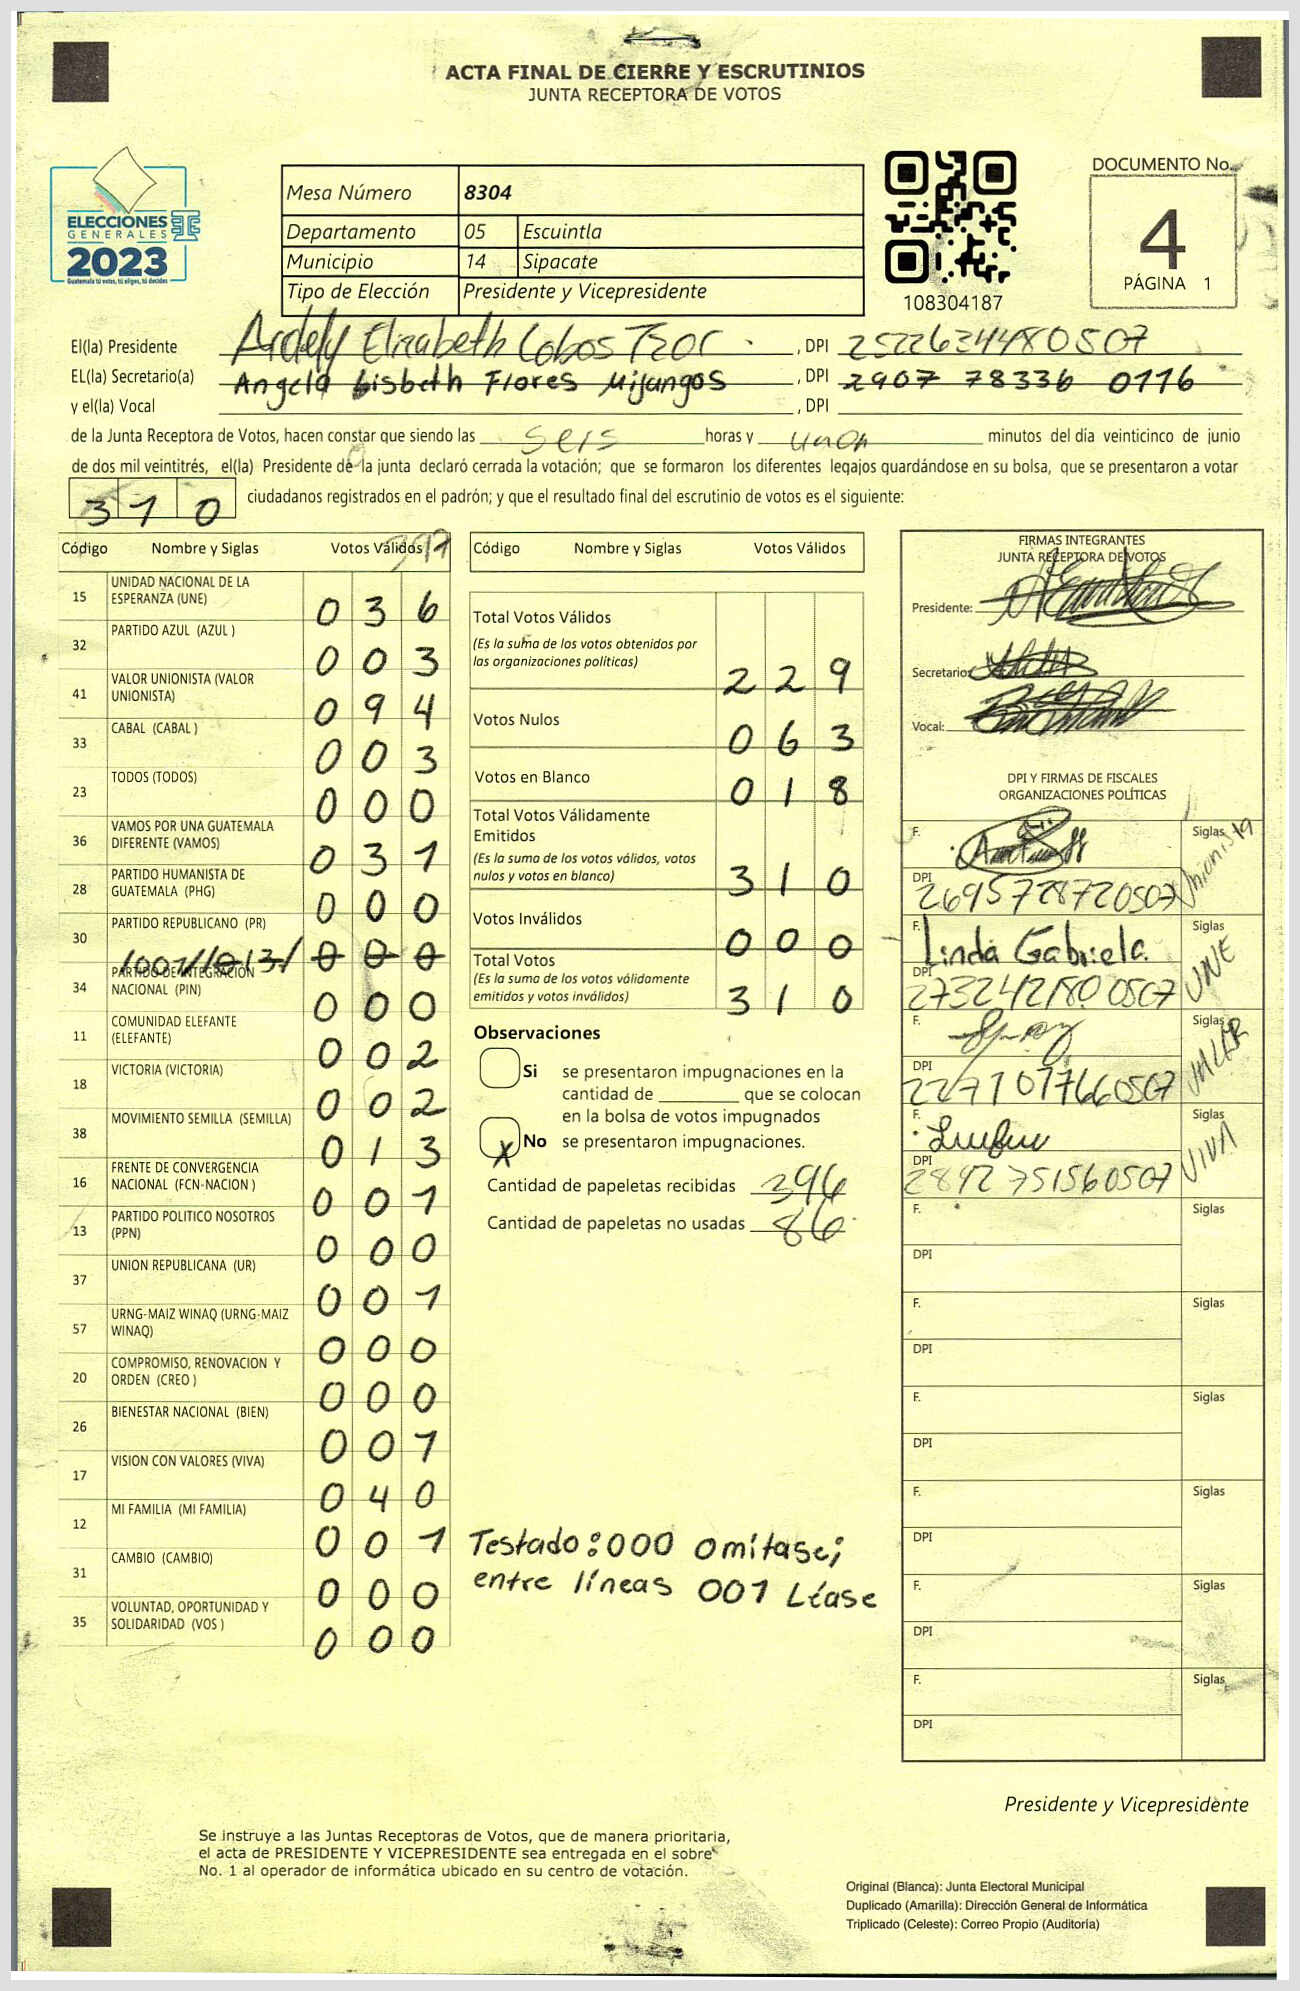 ACTA FINAL DE CIERRE Y ESCRUTINIOS
JUNTA RECEPTORA DE VOTOS
ELECCIONES
GENERALES
2023
Guatemala tú votas, tú eliges, tú decides
Mesa Número 8304
Departamento 05 Escuintla
Municipio 14 Sipacate
Tipo de Elección Presidente y Vicepresidente
108304187
DOCUMENTO No.
4
PÁGINA 1
El(la) Presidente Ardely Elizabeth Cobos Tzoc. , DPI 2522634480507
EL(la) Secretario(a) Angela Lisbeth Flores Mijangos , DPI 2907 78336 0116
y el(la) Vocal , DPI
de la Junta Receptora de Votos, hacen constar que siendo las seis horas y minutos del día veinticinco de junio
de dos mil veintitrés, el(la) Presidente de la junta declaró cerrada la votación; que se formaron los diferentes legajos guardándose en su bolsa, que se presentaron a votar
310 ciudadanos registrados en el padrón; y que el resultado final del escrutinio de votos es el siguiente:
Código Nombre y Siglas Votos Válidos
15 UNIDAD NACIONAL DE LA ESPERANZA (UNE) 036
32 PARTIDO AZUL (AZUL ) 003
41 VALOR UNIONISTA (VALOR UNIONISTA) 094
33 CABAL (CABAL ) 003
23 TODOS (TODOS) 000
36 VAMOS POR UNA GUATEMALA DIFERENTE (VAMOS) 031
28 PARTIDO HUMANISTA DE GUATEMALA (PHG) 000
30 PARTIDO REPUBLICANO (PR) 000
34 PARTIDO DE INTEGRACION NACIONAL (PIN) 000
11 COMUNIDAD ELEFANTE (ELEFANTE) 002
18 VICTORIA (VICTORIA) 002
38 MOVIMIENTO SEMILLA (SEMILLA) 013
16 FRENTE DE CONVERGENCIA NACIONAL (FCN-NACION ) 001
13 PARTIDO POLITICO NOSOTROS (PPN) 000
37 UNION REPUBLICANA (UR) 001
57 URNG-MAIZ WINAQ (URNG-MAIZ WINAQ) 000
20 COMPROMISO, RENOVACION Y ORDEN (CREO ) 000
26 BIENESTAR NACIONAL (BIEN) 001
17 VISION CON VALORES (VIVA) 040
12 MI FAMILIA (MI FAMILIA) 001
31 CAMBIO (CAMBIO) 000
35 VOLUNTAD, OPORTUNIDAD Y SOLIDARIDAD (VOS ) 000
Código Nombre y Siglas Votos Válidos
Total Votos Válidos
(Es la suma de los votos obtenidos por
las organizaciones políticas) 229
Votos Nulos 063
Votos en Blanco 018
Total Votos Válidamente
Emitidos
(Es la suma de los votos válidos, votos
nulos y votos en blanco) 310
Votos Inválidos 000
Total Votos
(Es la suma de los votos válidamente
emitidos y votos inválidos) 310
Observaciones
Si se presentaron impugnaciones en la
cantidad de ________ que se colocan
en la bolsa de votos impugnados
X No se presentaron impugnaciones.
Cantidad de papeletas recibidas 396
Cantidad de papeletas no usadas 86
Testado:000 omitase;
entre líneas 001 Léase
FIRMAS INTEGRANTES
JUNTA RECEPTORA DE VOTOS
Presidente:
Secretario:
Vocal:
DPI Y FIRMAS DE FISCALES
ORGANIZACIONES POLÍTICAS
F. Siglas Unionista
DPI 2695728720507
F. Linda Gabriela. Siglas UNE
DPI 273242180 0507
F. Siglas VALOR
DPI 2271077660507
F. Siglas VIVA
DPI 2892 751560507
F. Siglas
DPI
F. Siglas
DPI
F. Siglas
DPI
F. Siglas
DPI
F. Siglas
DPI
F. Siglas
DPI
Presidente y Vicepresidente
Se instruye a las Juntas Receptoras de Votos, que de manera prioritaria,
el acta de PRESIDENTE Y VICEPRESIDENTE sea entregada en el sobre
No. 1 al operador de informática ubicado en su centro de votación.
Original (Blanca): Junta Electoral Municipal
Duplicado (Amarilla): Dirección General de Informática
Triplicado (Celeste): Correo Propio (Auditoría)